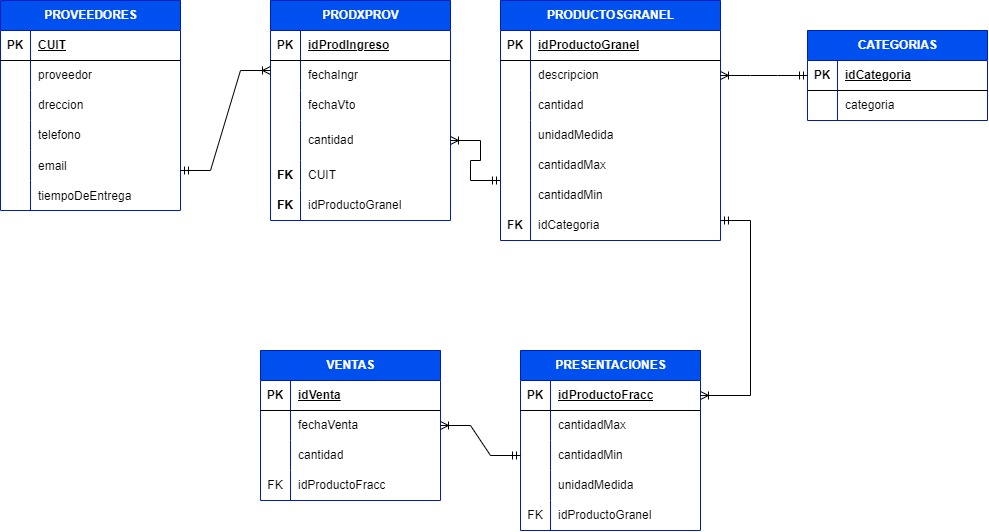 PROVEEDORES
PK CUIT
proveedor
dreccion
telefono
email
tiempoDeEntrega
PRODXPROV
PK idProdIngreso
fechaIngr
fechaVto
cantidad
FK CUIT
FK idProductoGranel
PRODUCTOSGRANEL
PK idProductoGranel
descripcion
cantidad
unidadMedida
cantidadMax
cantidadMin
FK idCategoria
CATEGORIAS
PK idCategoria
categoria
VENTAS
PK idVenta
fechaVenta
cantidad
FK idProductoFracc
PRESENTACIONES
PK idProductoFracc
cantidadMax
cantidadMin
unidadMedida
FK idProductoGranel